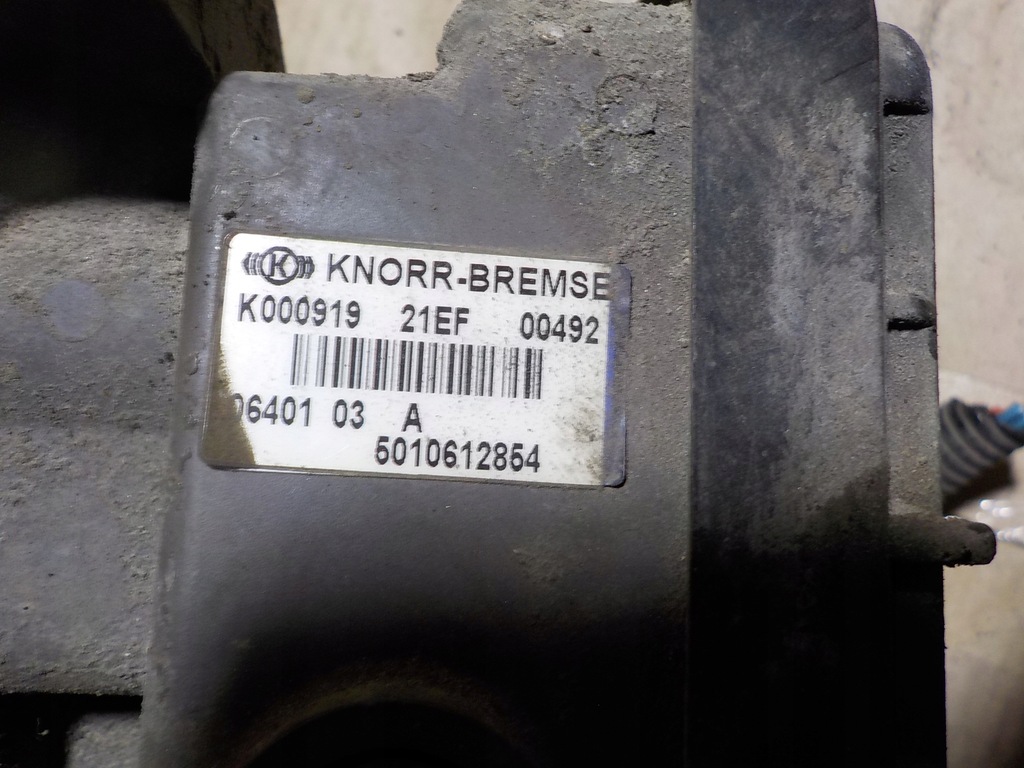 K KNORR-BREMSE
K000919 21EF 00492
06401 03 A
5010612854